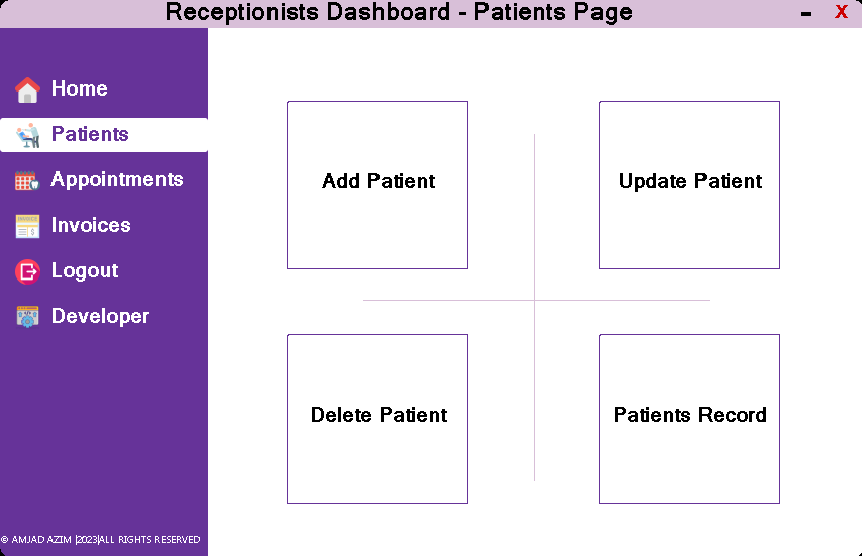 Receptionists Dashboard - Patients Page
X
Home
Patients
Appointments
Invoices
Logout
Developer
Add Patient
Update Patient
Delete Patient
Patients Record
© AMJAD AZIM |2023|ALL RIGHTS RESERVED